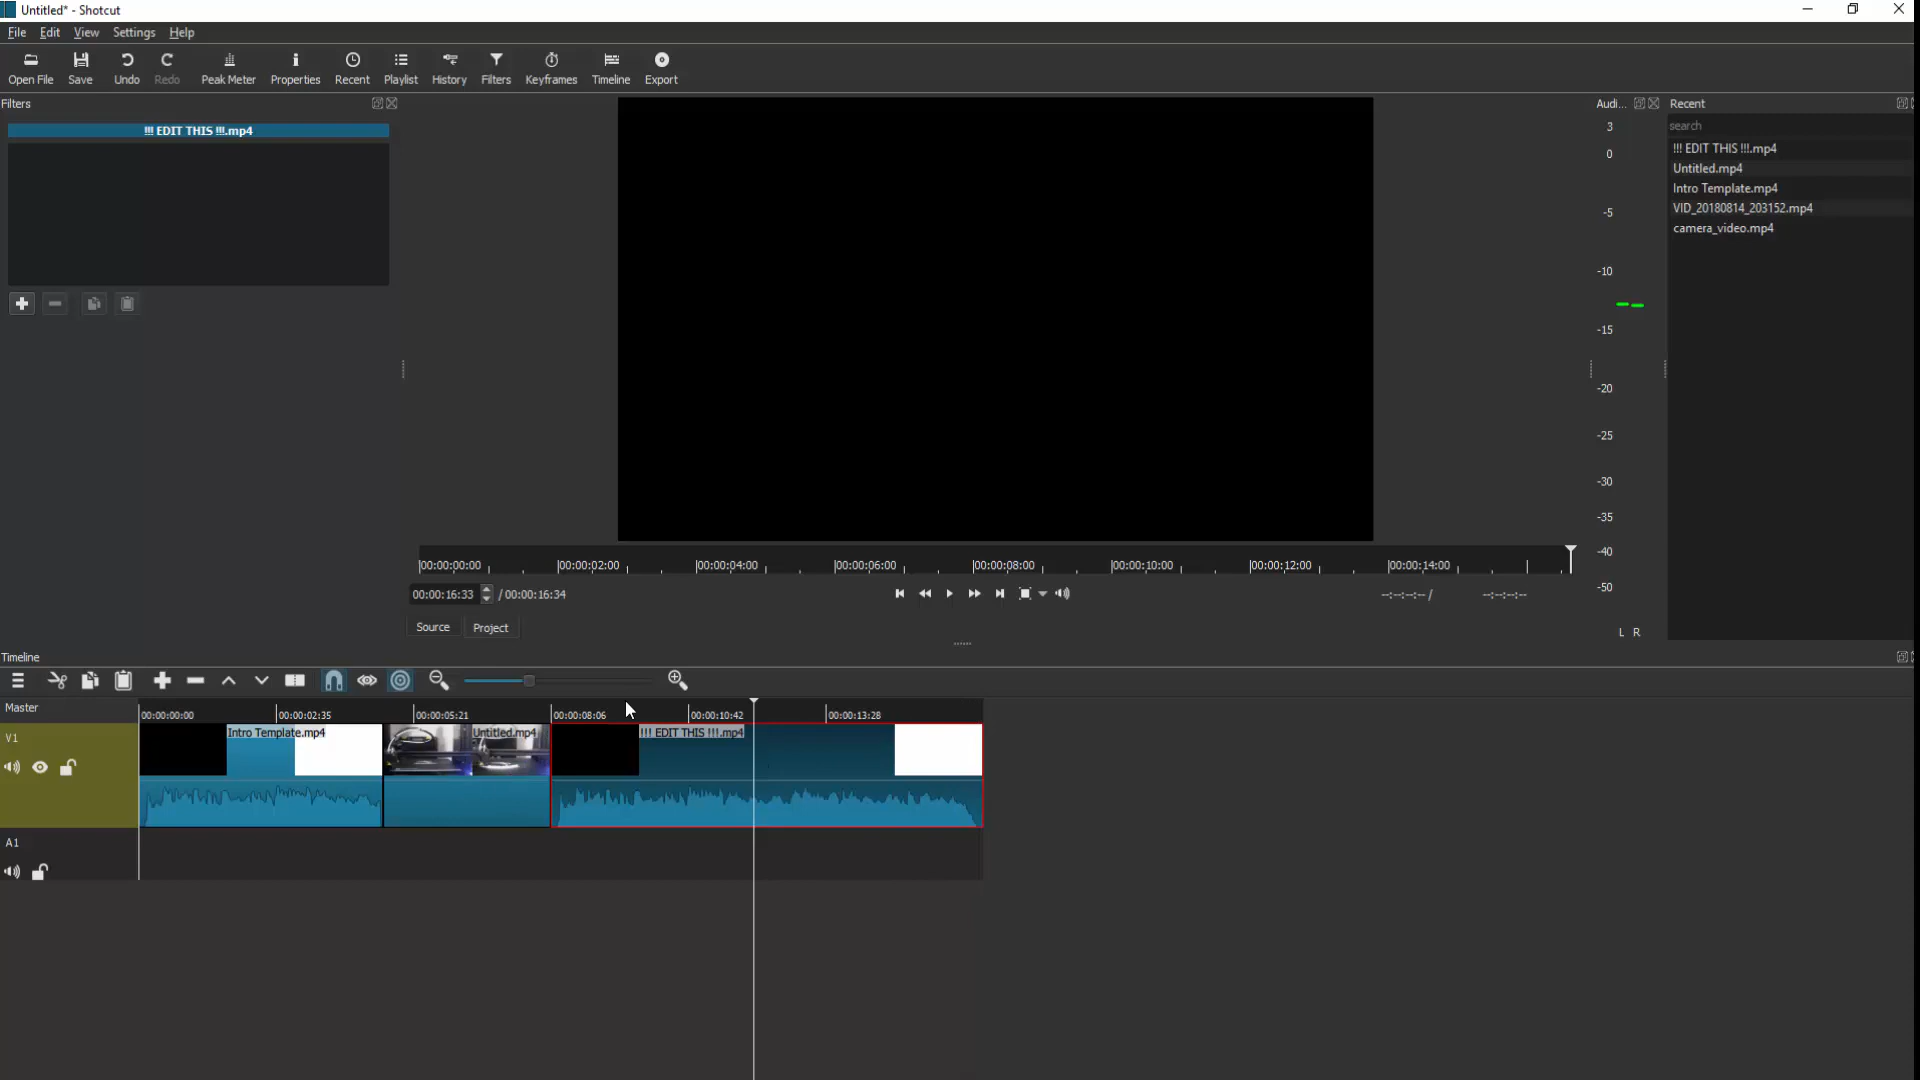 Untitled* - Shotcut
File Edit View Settings Help
Open File Save Undo Redo Peak Meter Properties Recent Playlist History Filters Keyframes Timeline Export
Filters
!!! EDIT THIS !!!.mp4
Audi...
3
0
-5
-10
-15
-20
-25
-30
-35
-40
-50
L R
Recent
search
!!! EDIT THIS !!!.mp4
Untitled.mp4
Intro Template.mp4
VID_20180814_203152.mp4
camera_video.mp4
00:00:00:00 00:00:02:00 00:00:04:00 00:00:06:00 00:00:08:00 00:00:10:00 00:00:12:00 00:00:14:00
00:00:16:33 / 00:00:16:34 --:--:--:-- / --:--:--:--
Source Project
Timeline
Master
00:00:00:00 00:00:02:35 00:00:05:21 00:00:08:06 00:00:10:42 00:00:13:28
V1
Intro Template.mp4 Untitled.mp4 !!! EDIT THIS !!!.mp4
A1